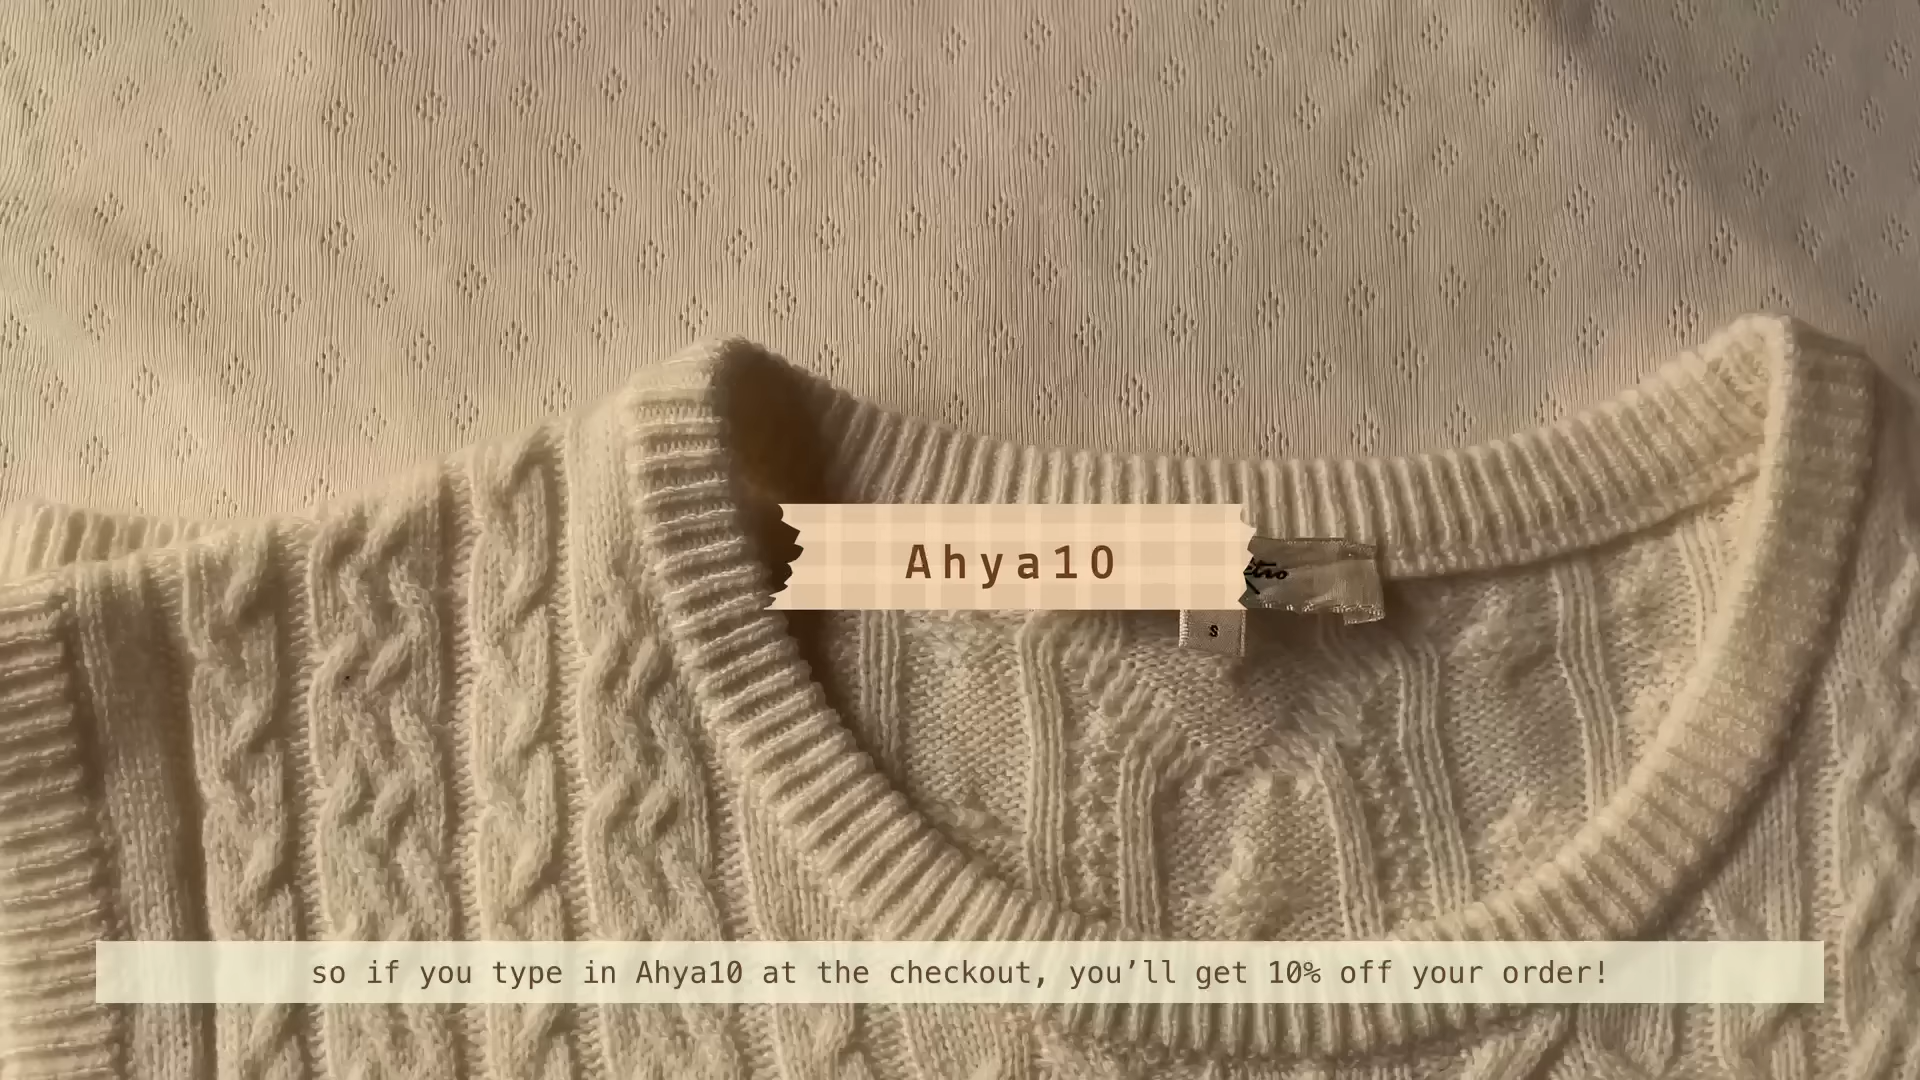 Ahya10
s
so if you type in Ahya10 at the checkout, you’ll get 10% off your order!